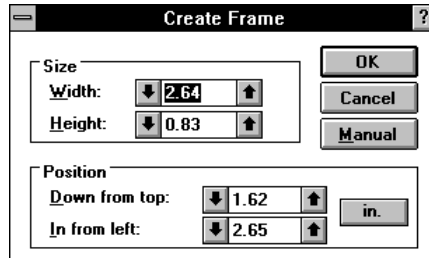 Create Frame ?
Size
Width: 2.64
Height: 0.83
OK
Cancel
Manual
Position
Down from top: 1.62
In from left: 2.65
in.